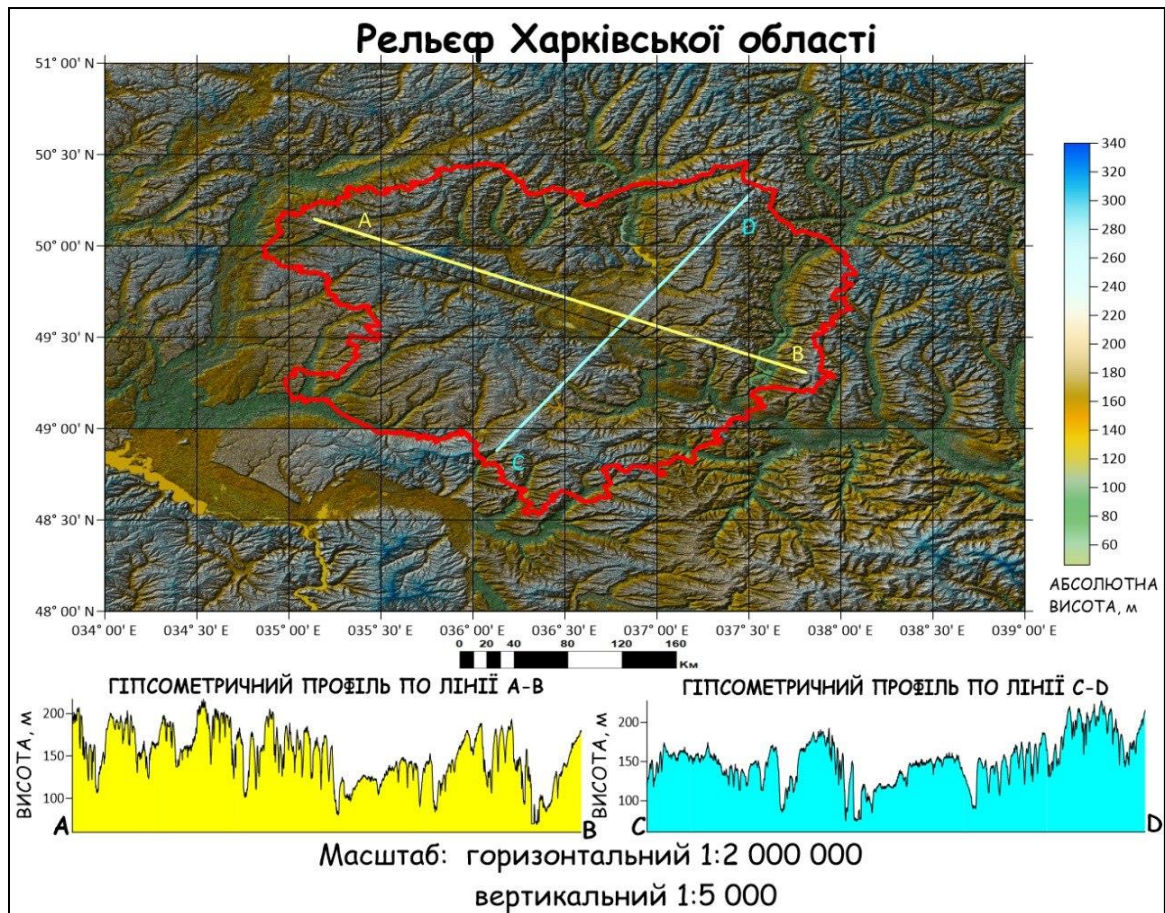 Рельєф Харківської області
51° 00' N
50° 30' N
50° 00' N
49° 30' N
49° 00' N
48° 30' N
48° 00' N
034° 00' E 034° 30' E 035° 00' E 035° 30' E 036° 00' E 036° 30' E 037° 00' E 037° 30' E 038° 00' E 038° 30' E 039° 00' E
A
B
C
D
340
320
300
280
260
240
220
200
180
160
140
120
100
80
60
АБСОЛЮТНА
ВИСОТА, м
0 20 40 80 120 160
Км
ГІПСОМЕТРИЧНИЙ ПРОФІЛЬ ПО ЛІНІЇ А-В
ВИСОТА, м
200
150
100
A
B
ГІПСОМЕТРИЧНИЙ ПРОФІЛЬ ПО ЛІНІЇ C-D
ВИСОТА, м
200
150
100
C
D
Масштаб: горизонтальний 1:2 000 000
вертикальний 1:5 000